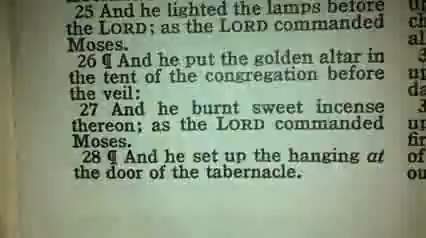 25 And he lighted the lamps before
the LORD; as the LORD commanded
Moses.
26 ¶ And he put the golden altar in
the tent of the congregation before
the veil:
27 And he burnt sweet incense
thereon; as the LORD commanded
Moses.
28 ¶ And he set up the hanging at
the door of the tabernacle.